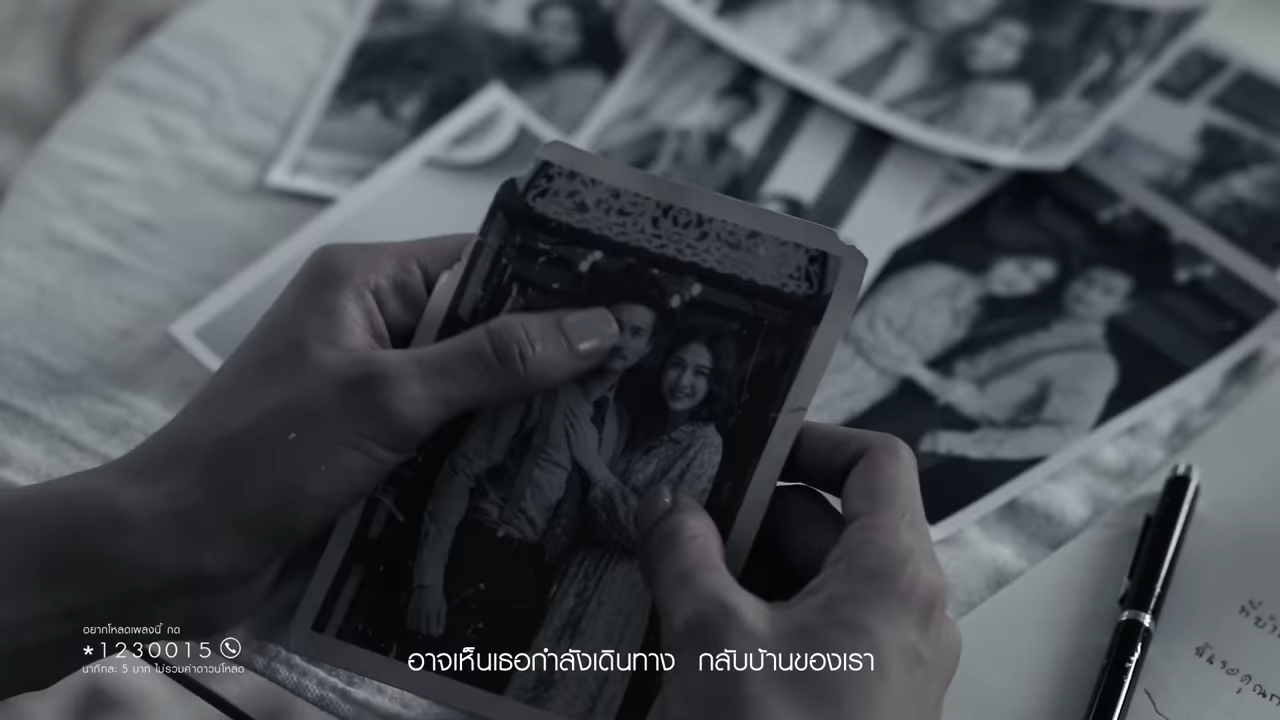 อยากโหลดเพลงนี้ กด
*1230015
นาทีละ 5 บาท ไม่รวมค่าดาวน์โหลด
อาจเห็นเธอกำลังเดินทาง กลับบ้านของเรา